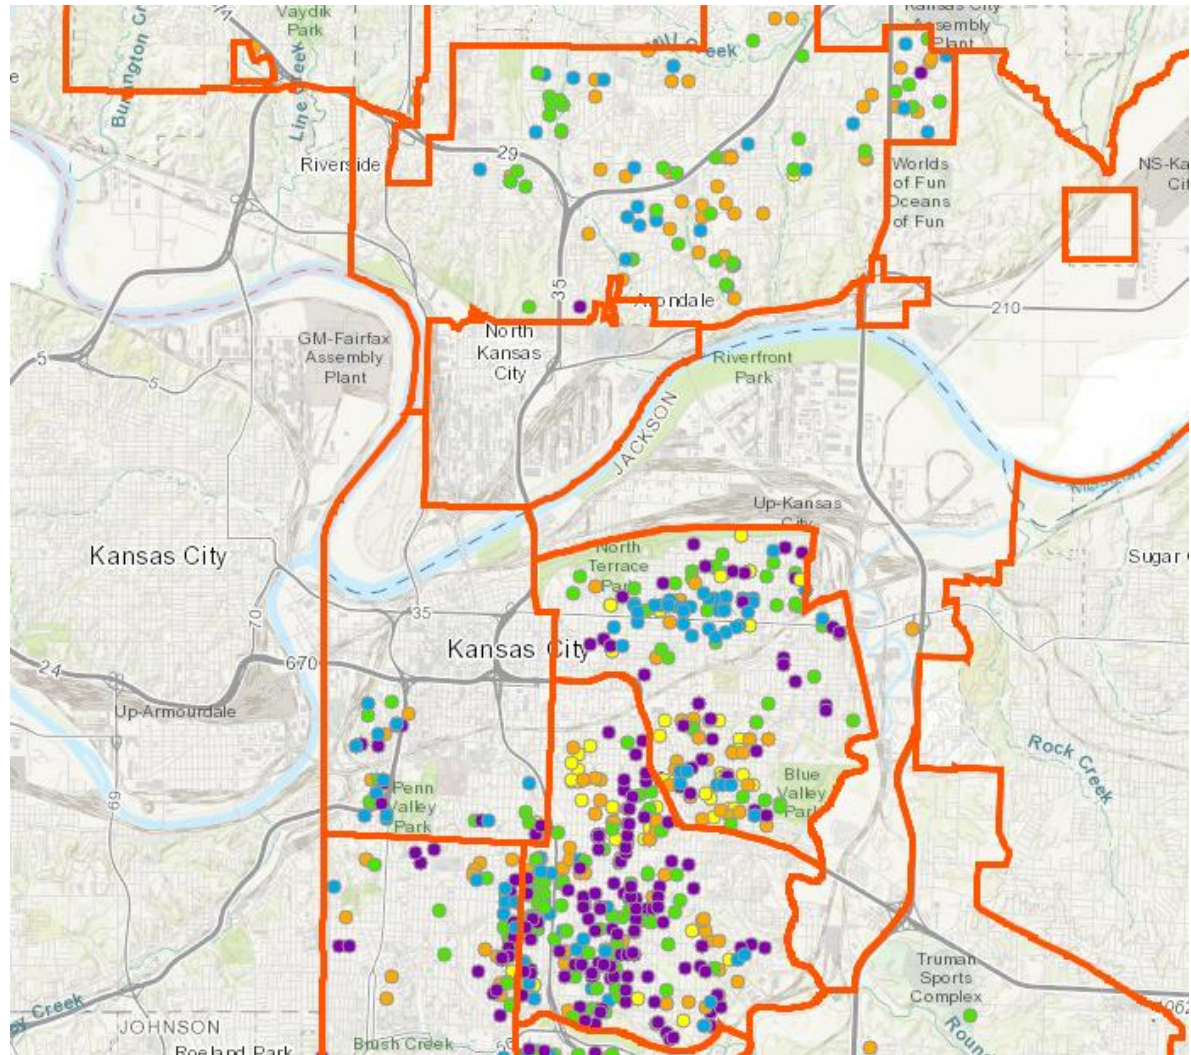 Vaydik
Park
Kansas City
Assembly
Plant
Mill Creek
Line Creek
Riverside
29
Worlds
of Fun
Oceans
of Fun
NS-Ka
Cit
35
Avondale
210
North
Kansas
City
GM-Fairfax
Assembly
Plant
Riverfront
Park
5
5
JACKSON
Up-Kansas
City
Kansas City
North
Terrace
Park
Sugar
35
70
Kansas City
670
24
Up-Armourdale
Rock Creek
69
Penn
Valley
Park
Blue
Valley
Park
Truman
Sports
Complex
Creek
JOHNSON
Brush Creek
Roeland Park